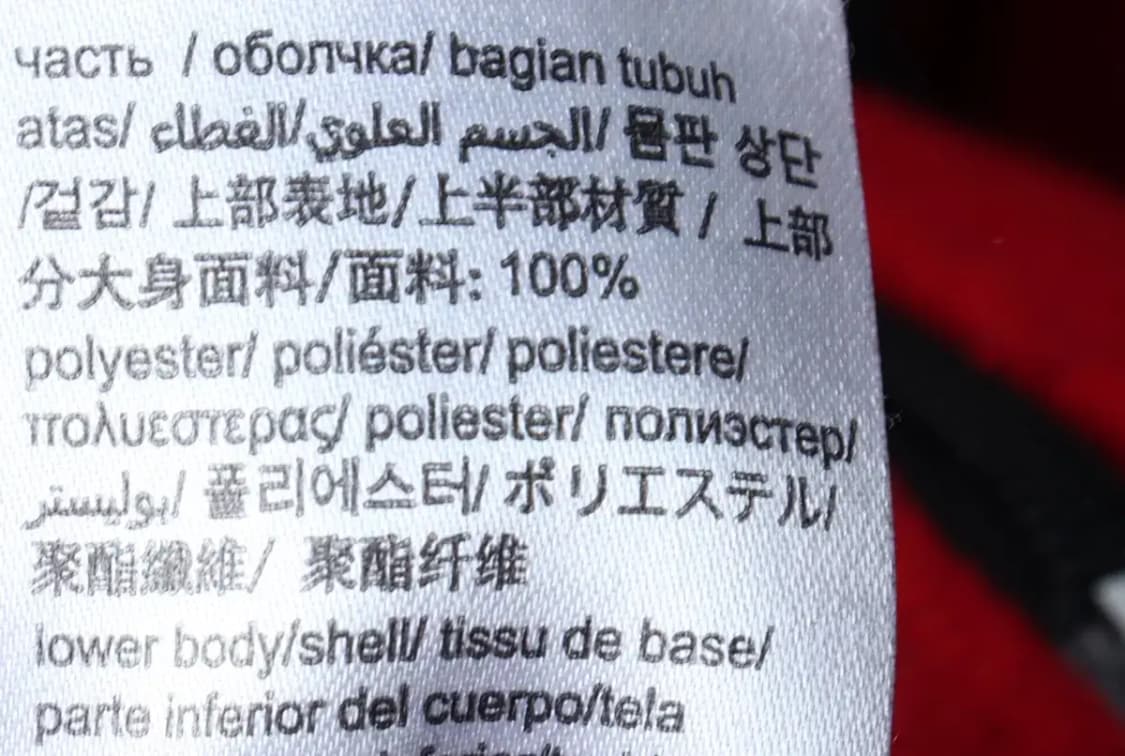 часть / оболчка/ bagian tubuh
atas/ الجسم العلوي/الغطاء/ 몸판 상단
/겉감/ 上部表地/上半部材質 / 上部
分大身面料/面料: 100%
polyester/ poliéster/ poliestere/
πολυεστερας/ poliester/ полиэстер/
بوليستر/ 폴리에스터/ ポリエステル/
聚酯纖維/ 聚酯纤维
lower body/shell/ tissu de base/
parte inferior del cuerpo/tela